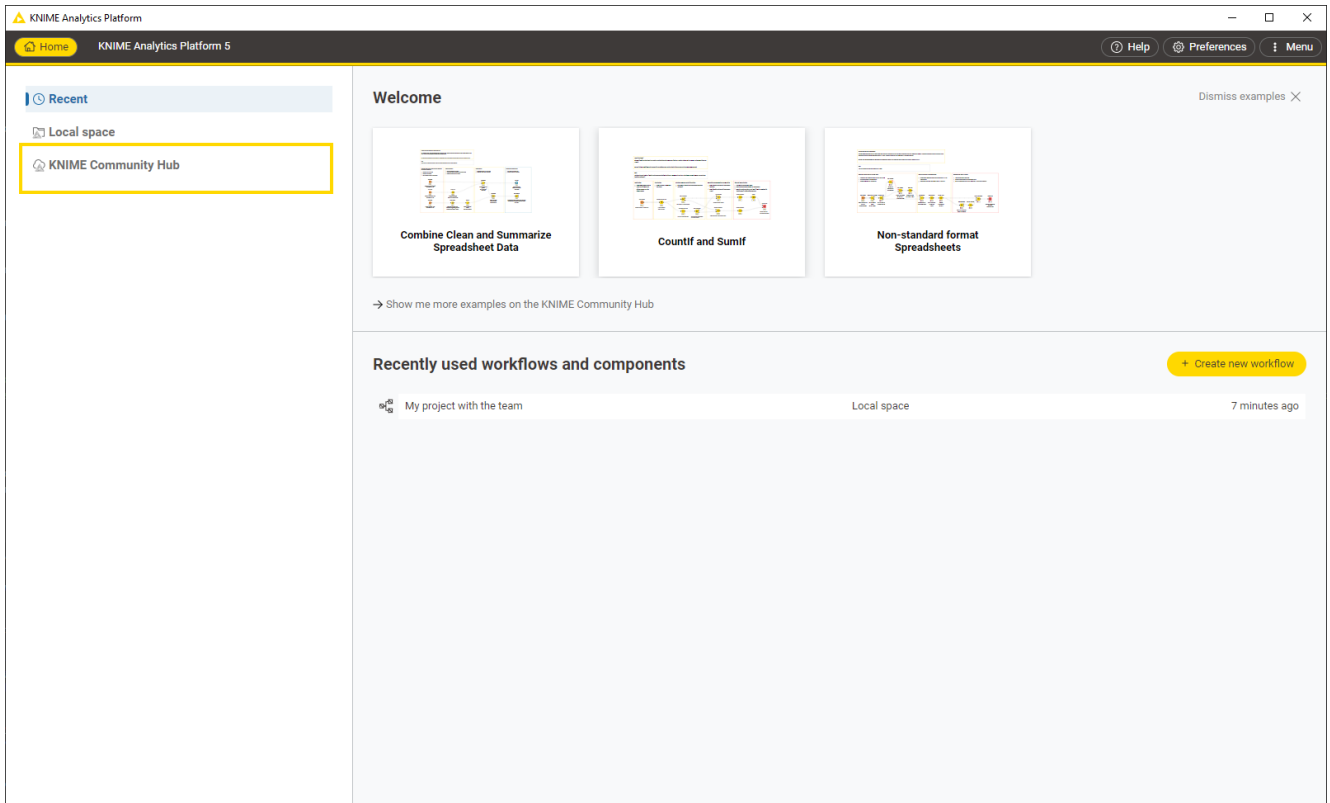 KNIME Analytics Platform
Home
KNIME Analytics Platform 5
Help
Preferences
Menu
Recent
Local space
KNIME Community Hub
Welcome
Dismiss examples
Combine Clean and Summarize
Spreadsheet Data
CountIf and SumIf
Non-standard format
Spreadsheets
Show me more examples on the KNIME Community Hub
Recently used workflows and components
+ Create new workflow
My project with the team
Local space
7 minutes ago